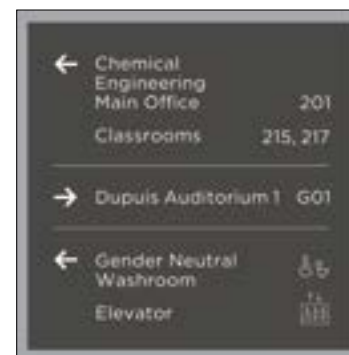 ← Chemical
Engineering
Main Office 201
Classrooms 215, 217
→ Dupuis Auditorium 1 G01
← Gender Neutral
Washroom
Elevator